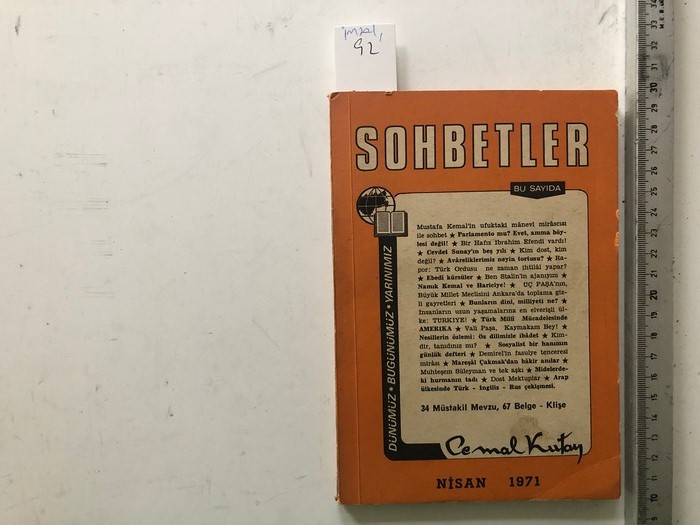 92
SOHBETLER
BU SAYIDA
DÜNÜMÜZ • BUGÜNÜMÜZ • YARINIMIZ
Mustafa Kemal'in ufuktaki mânevi mirâscısı
ile sohbet ★ Parlamento mu? Evet, amma böy-
lesi değil! ★ Bir Hafız İbrahim Efendi vardı!
★ Cevdet Sunay'ın beş yılı ★ Kim dost, kim
değil? ★ Avâreliklerimiz neyin tortusu? ★ Ra-
por: Türk Ordusu ne zaman ihtilâl yapar?
★ Ebedi kürsüler ★ Ben Stalin'in ajanıyım ★
Namık Kemal ve Hariciye! ★ ÜÇ PAŞA'nın,
Büyük Millet Meclisini Ankara'da toplama giz-
li gayretleri ★ Bunların dini, milliyeti ne? ★
İnsanların uzun yaşamalarına en elverişli ül-
ke: TÜRKİYE! ★ Türk Milli Mücadelesinde
AMERİKA ★ Vali Paşa, Kaymakam Bey! ★
Nesillerin özlemi: Öz dilimizle ibâdet ★ Kim-
dir, tanıdınız mı? ★ Sosyalist bir hanımın
günlük defteri ★ Demirel'in fasulye tenceresi
mirâsı ★ Mareşal Çakmak'dan bâkir anılar ★
Muhteşem Süleyman ve tek aşkı ★ Midelerde-
ki hurmanın tadı ★ Dost Mektuplar ★ Arap
ülkesinde Türk - İngilis - Rus çekişmesi.
34 Müstakil Mevzu, 67 Belge - Klişe
Cemal Kutay
NİSAN 1971